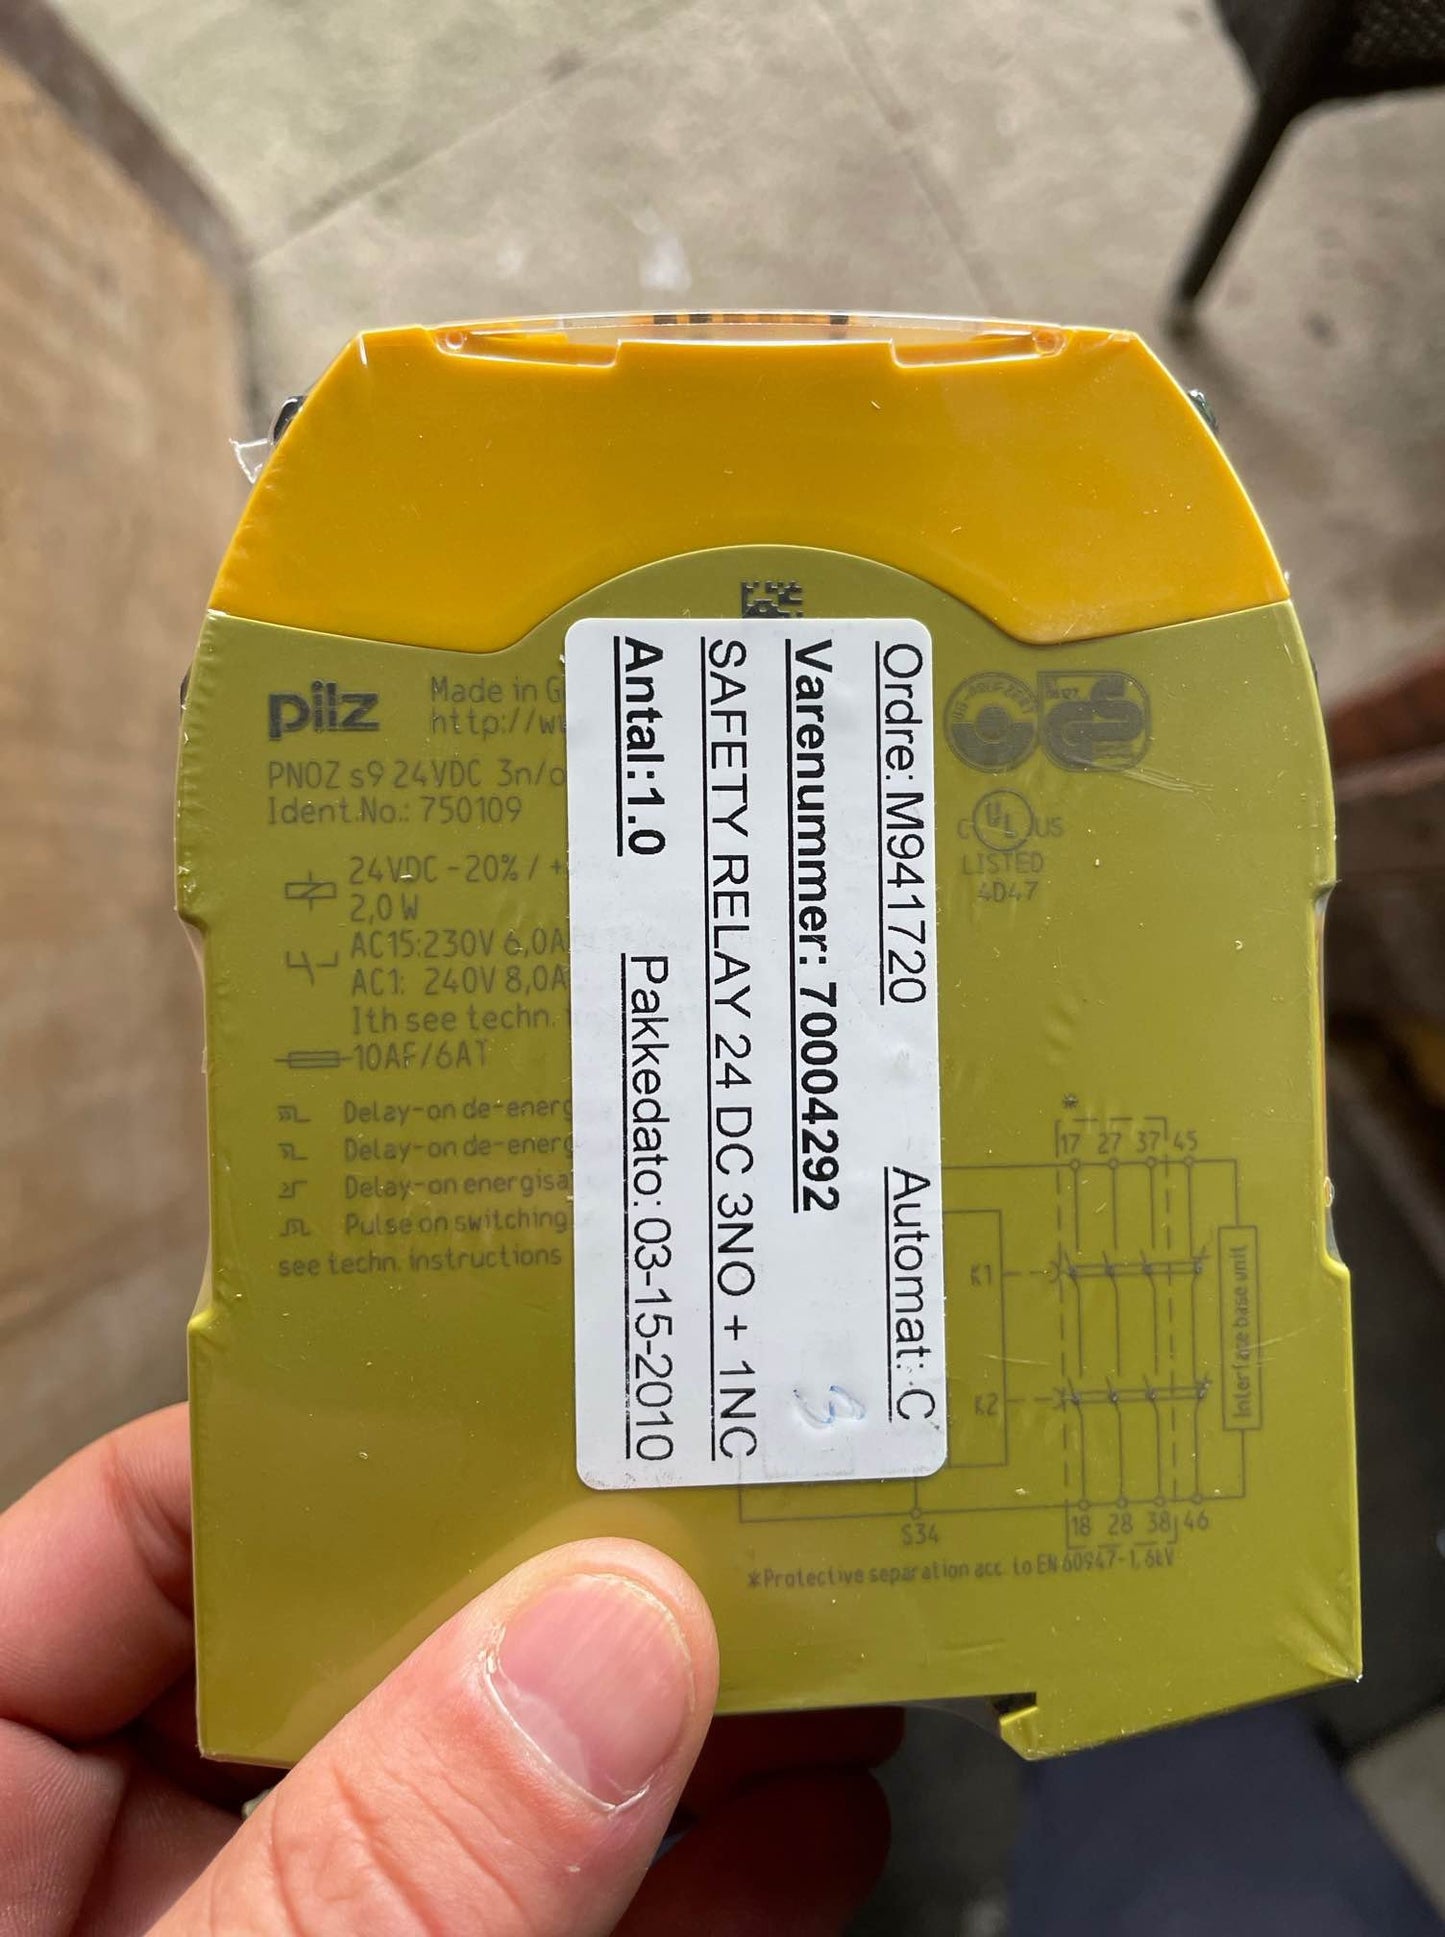 pilz
Made in G
http://w
PNOZ s9 24VDC 3n/o
Ident.No.: 750109
24VDC -20% / +
2,0 W
AC15:230V 6,0A
AC1: 240V 8,0A
Ith see techn.
10AF/6AT
Delay-on de-energ
Delay-on de-energ
Delay-on energisa
Pulse on switching
see techn. instructions
Ordre: M941720 Automat: C
Varenummer: 70004292
SAFETY RELAY 24 DC 3NO + 1NC
Antal:1.0 Pakkedato: 03-15-2010
3
C UL US
LISTED
4D47
*
17 27 37 45
K1
K2
Interface base unit
S34
18 28 38 46
*Protective separation acc. to EN 60947-1, 6kV